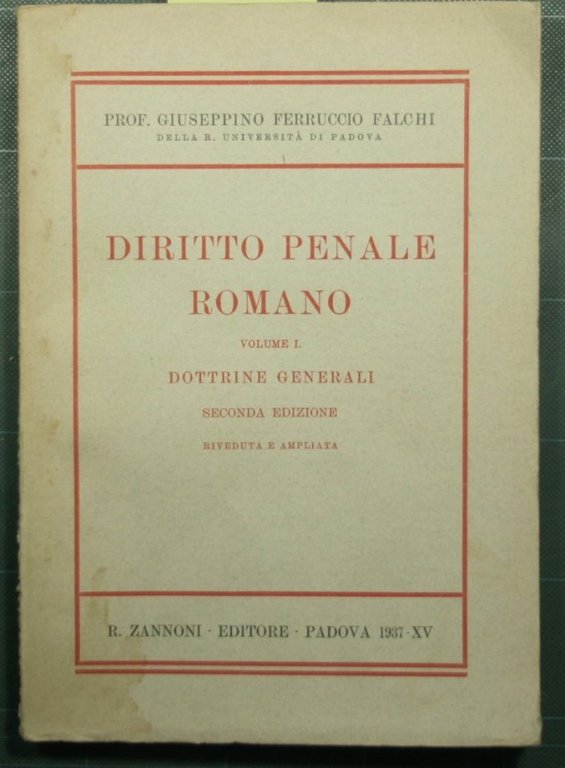 PROF. GIUSEPPINO FERRUCCIO FALCHI
DELLA R. UNIVERSITÀ DI PADOVA
DIRITTO PENALE
ROMANO
VOLUME I.
DOTTRINE GENERALI
SECONDA EDIZIONE
RIVEDUTA E AMPLIATA
R. ZANNONI · EDITORE · PADOVA 1937-XV